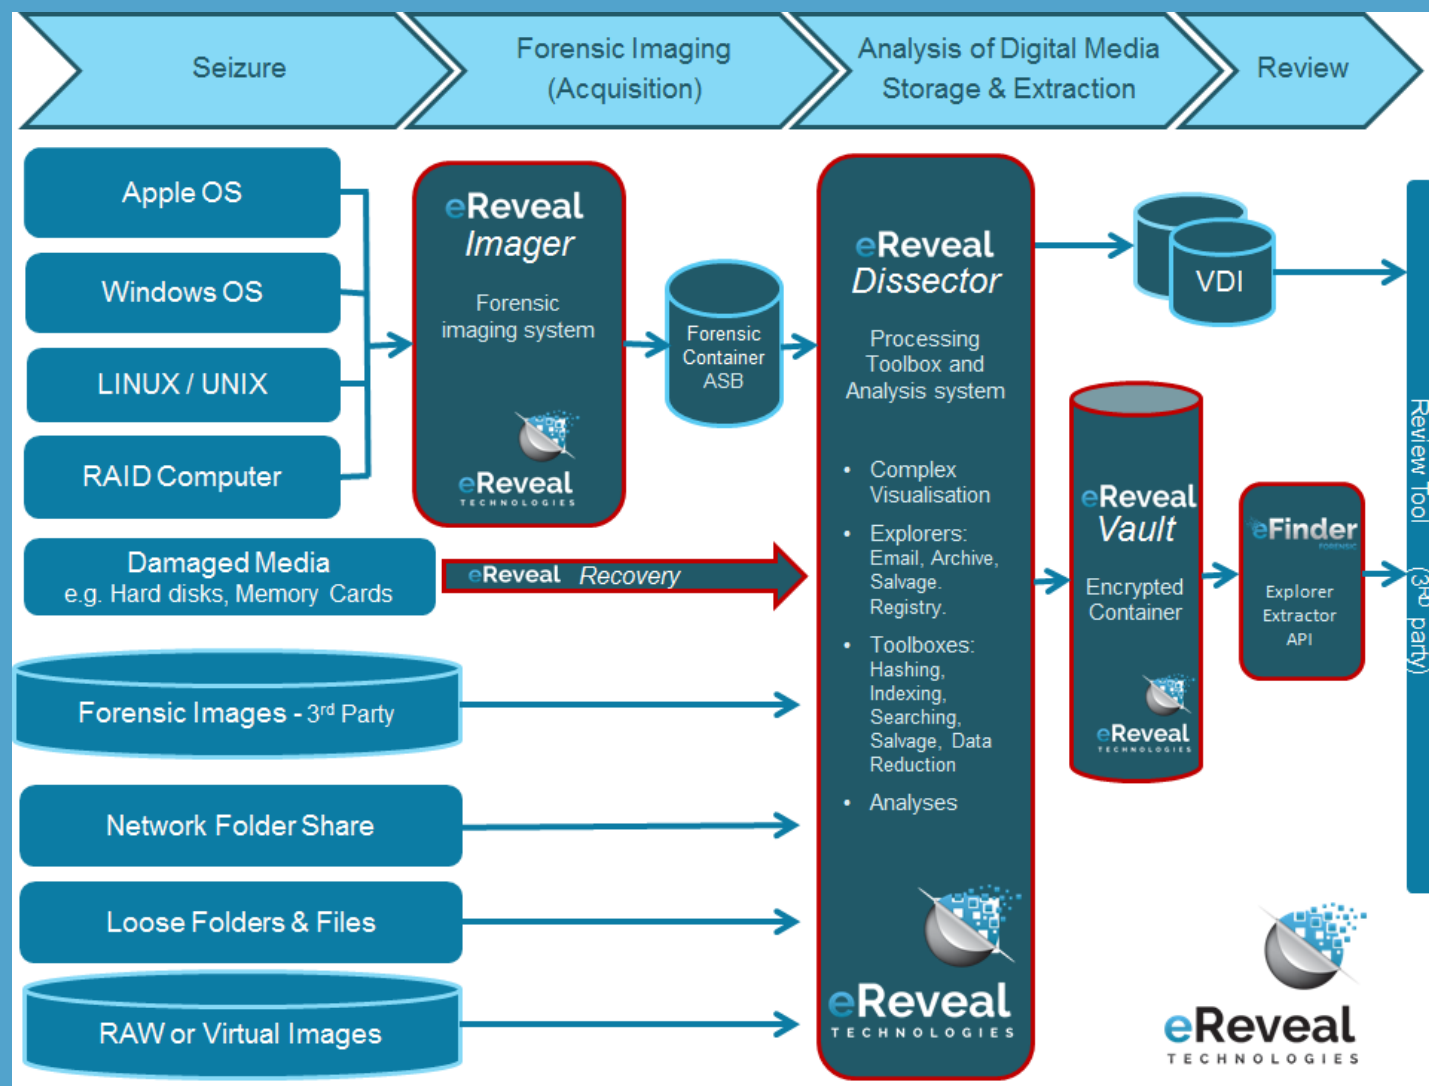 Seizure
Forensic Imaging
(Acquisition)
Analysis of Digital Media
Storage & Extraction
Review
Apple OS
Windows OS
LINUX / UNIX
RAID Computer
Damaged Media
e.g. Hard disks, Memory Cards
Forensic Images - 3rd Party
Network Folder Share
Loose Folders & Files
RAW or Virtual Images
eReveal
Imager
Forensic
imaging system
eReveal
TECHNOLOGIES
eReveal Recovery
Forensic
Container
ASB
eReveal
Dissector
Processing
Toolbox and
Analysis system
• Complex
Visualisation
• Explorers:
Email, Archive,
Salvage.
Registry.
• Toolboxes:
Hashing,
Indexing,
Searching,
Salvage, Data
Reduction
• Analyses
eReveal
TECHNOLOGIES
VDI
eReveal
Vault
Encrypted
Container
eReveal
TECHNOLOGIES
eFinder
FORENSIC
Explorer
Extractor
API
Review Tool (3RD party)
eReveal
TECHNOLOGIES